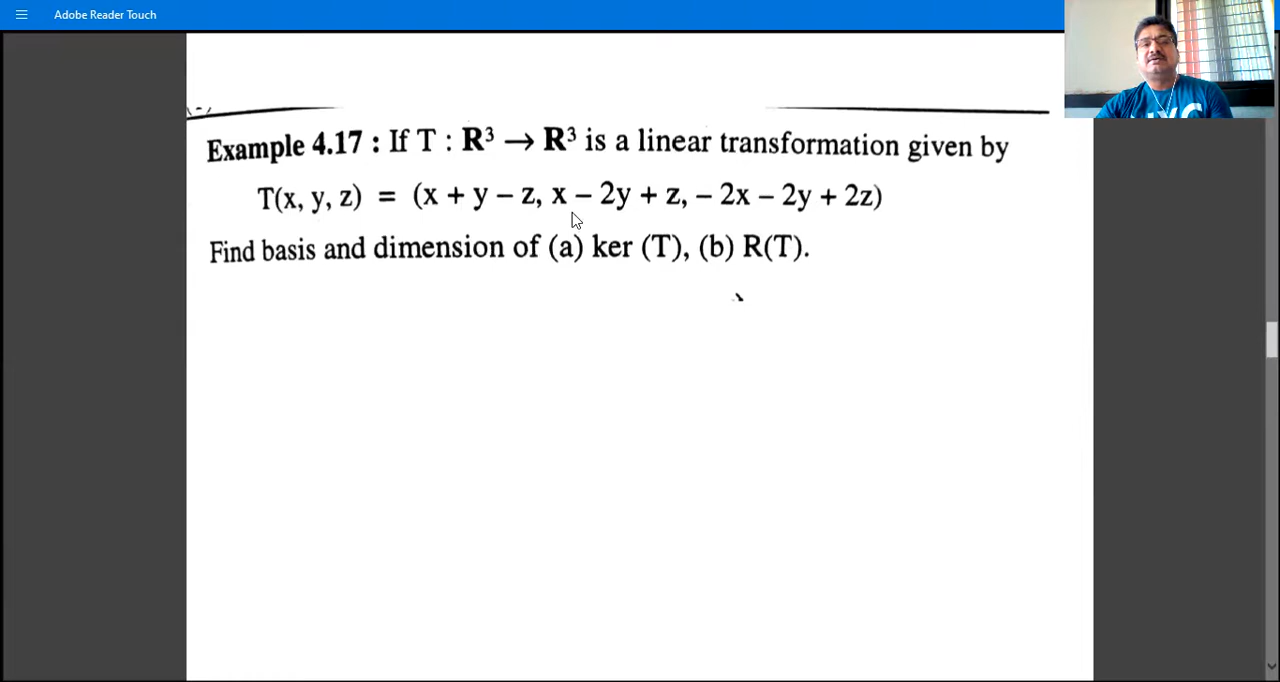 Adobe Reader Touch
Example 4.17 : If T : R³ → R³ is a linear transformation given by
T(x, y, z) = (x + y – z, x – 2y + z, – 2x – 2y + 2z)
Find basis and dimension of (a) ker (T), (b) R(T).